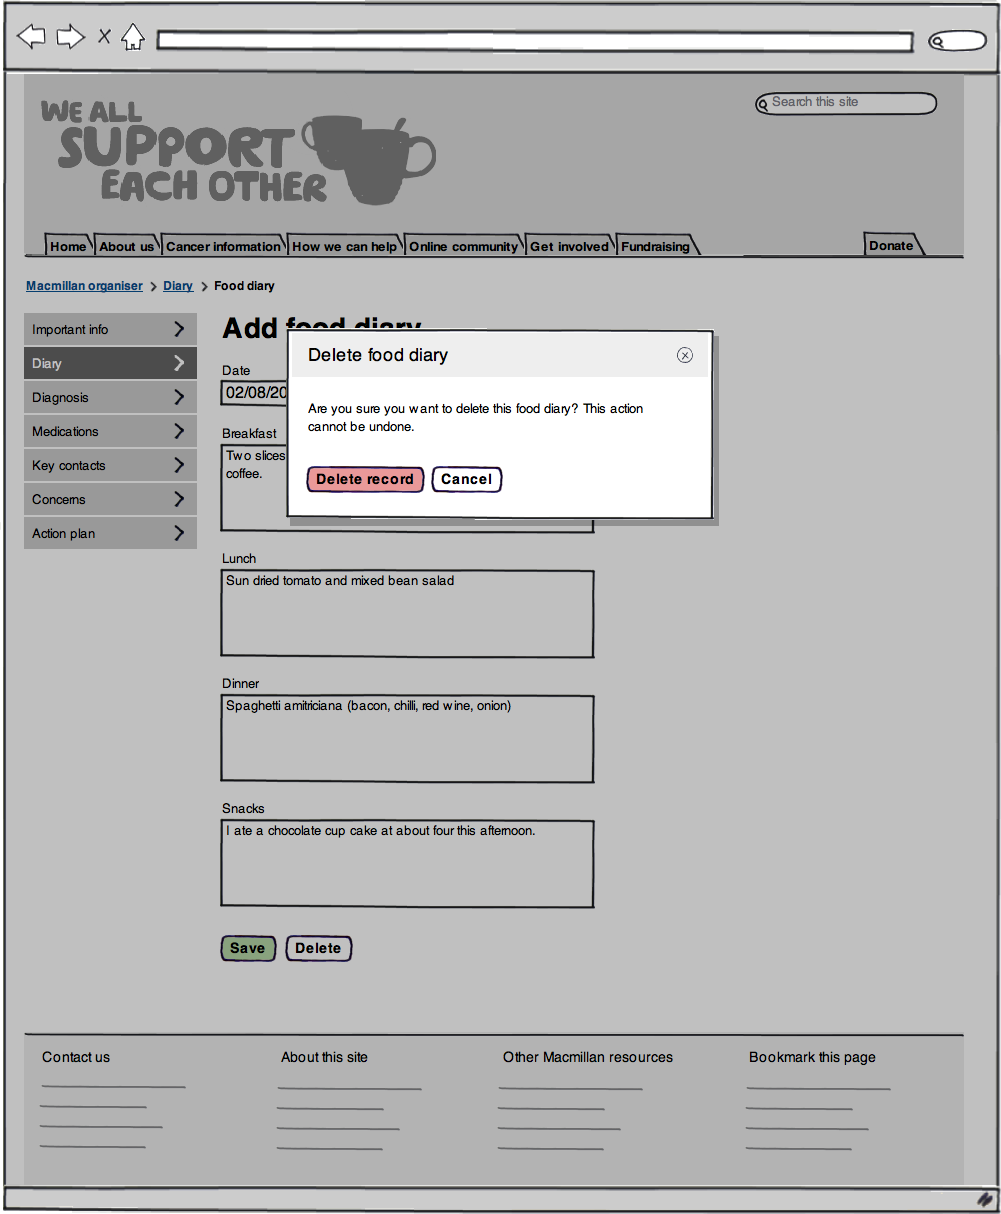 Search this site
WE ALL
SUPPORT
EACH OTHER
Home About us Cancer information How we can help Online community Get involved Fundraising Donate
Macmillan organiser Diary Food diary
Important info
Diary
Diagnosis
Medications
Key contacts
Concerns
Action plan
Add food diary
Date
02/08/20
Breakfast
Two slices
coffee.
Delete food diary
Are you sure you want to delete this food diary? This action
cannot be undone.
Delete record Cancel
Lunch
Sun dried tomato and mixed bean salad
Dinner
Spaghetti amitriciana (bacon, chilli, red wine, onion)
Snacks
I ate a chocolate cup cake at about four this afternoon.
Save Delete
Contact us About this site Other Macmillan resources Bookmark this page